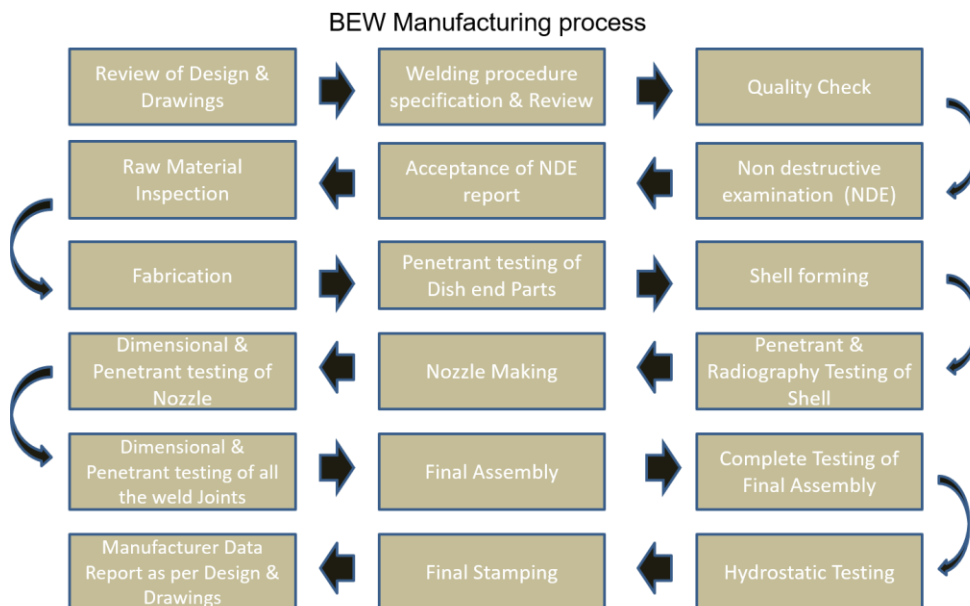 BEW Manufacturing process
Review of Design &
Drawings
Welding procedure
specification & Review
Quality Check
Non destructive
examination (NDE)
Acceptance of NDE
report
Raw Material
Inspection
Fabrication
Penetrant testing of
Dish end Parts
Shell forming
Penetrant &
Radiography Testing of
Shell
Nozzle Making
Dimensional &
Penetrant testing of
Nozzle
Dimensional &
Penetrant testing of all
the weld Joints
Final Assembly
Complete Testing of
Final Assembly
Hydrostatic Testing
Final Stamping
Manufacturer Data
Report as per Design &
Drawings